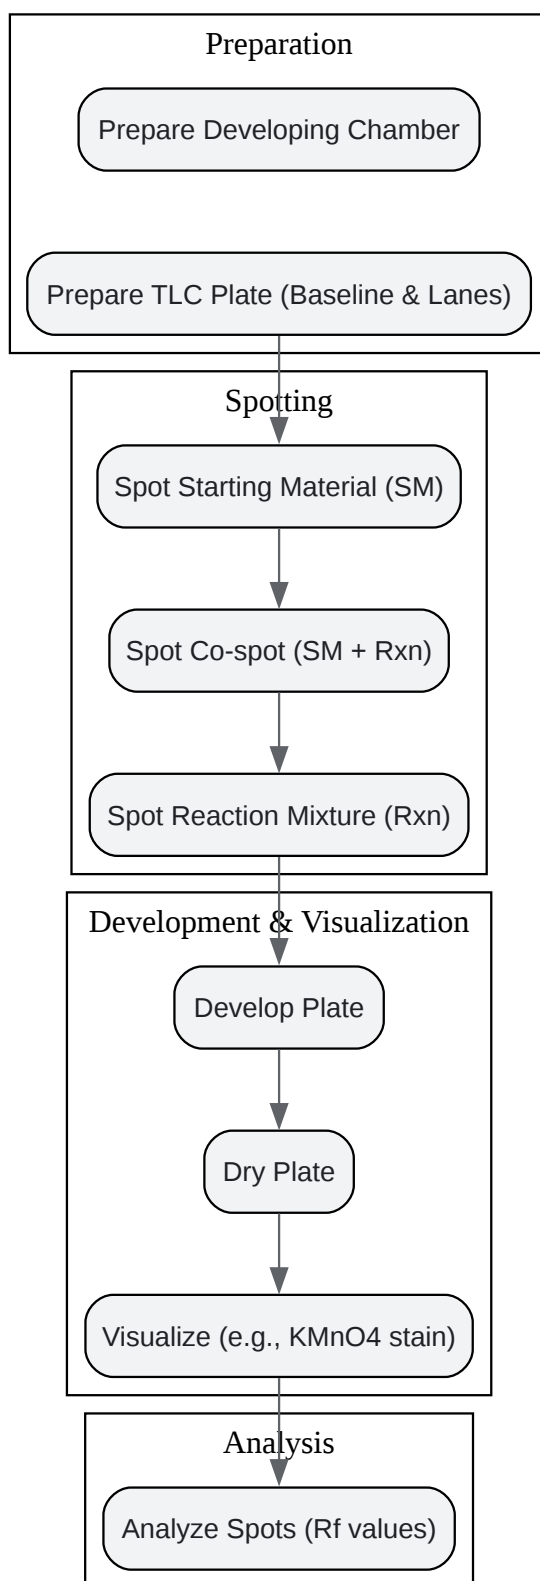 Preparation
Prepare Developing Chamber
Prepare TLC Plate (Baseline & Lanes)
Spotting
Spot Starting Material (SM)
Spot Co-spot (SM + Rxn)
Spot Reaction Mixture (Rxn)
Development & Visualization
Develop Plate
Dry Plate
Visualize (e.g., KMnO4 stain)
Analysis
Analyze Spots (Rf values)